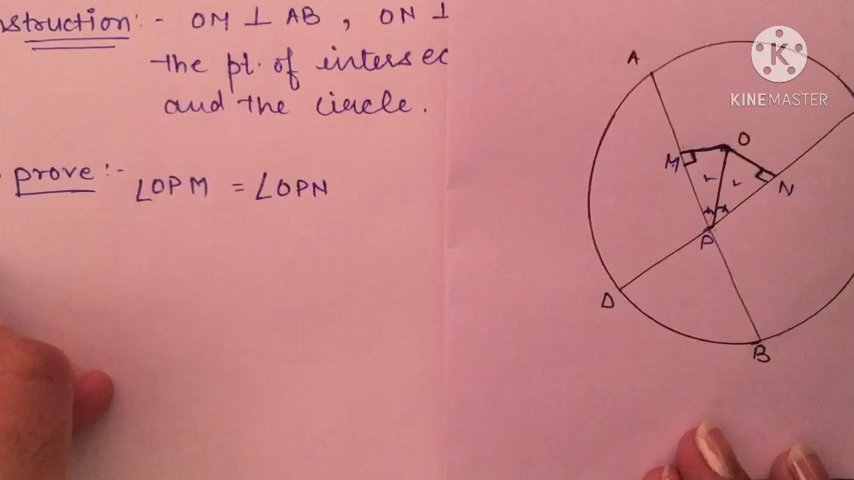 struction:- OM ⊥ AB, ON ⊥
the pt. of intersec
and the circle.
prove :- ∠OPM = ∠OPN
A
O
M
N
P
D
B
K
KINEMASTER